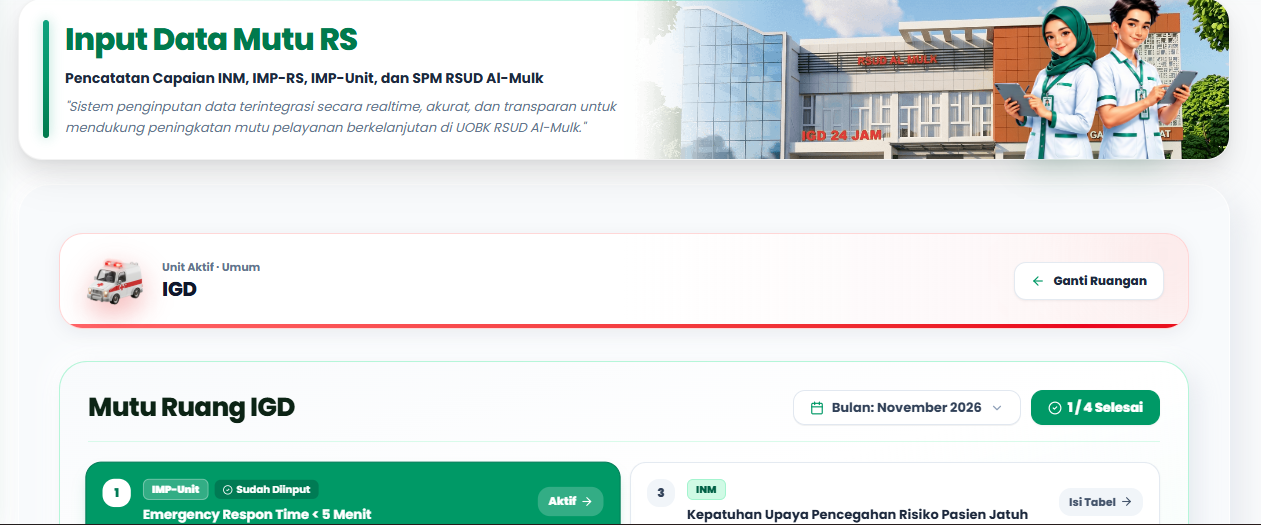 Input Data Mutu RS
Pencatatan Capaian INM, IMP-RS, IMP-Unit, dan SPM RSUD Al-Mulk
"Sistem penginputan data terintegrasi secara realtime, akurat, dan transparan untuk
mendukung peningkatan mutu pelayanan berkelanjutan di UOBK RSUD Al-Mulk."
RSUD AL-MULK
IGD 24 JAM
Unit Aktif · Umum
IGD
Ganti Ruangan
Mutu Ruang IGD
Bulan: November 2026
1 / 4 Selesai
1
IMP-Unit
Sudah Diinput
Emergency Respon Time < 5 Menit
Aktif →
3
INM
Kepatuhan Upaya Pencegahan Risiko Pasien Jatuh
Isi Tabel →